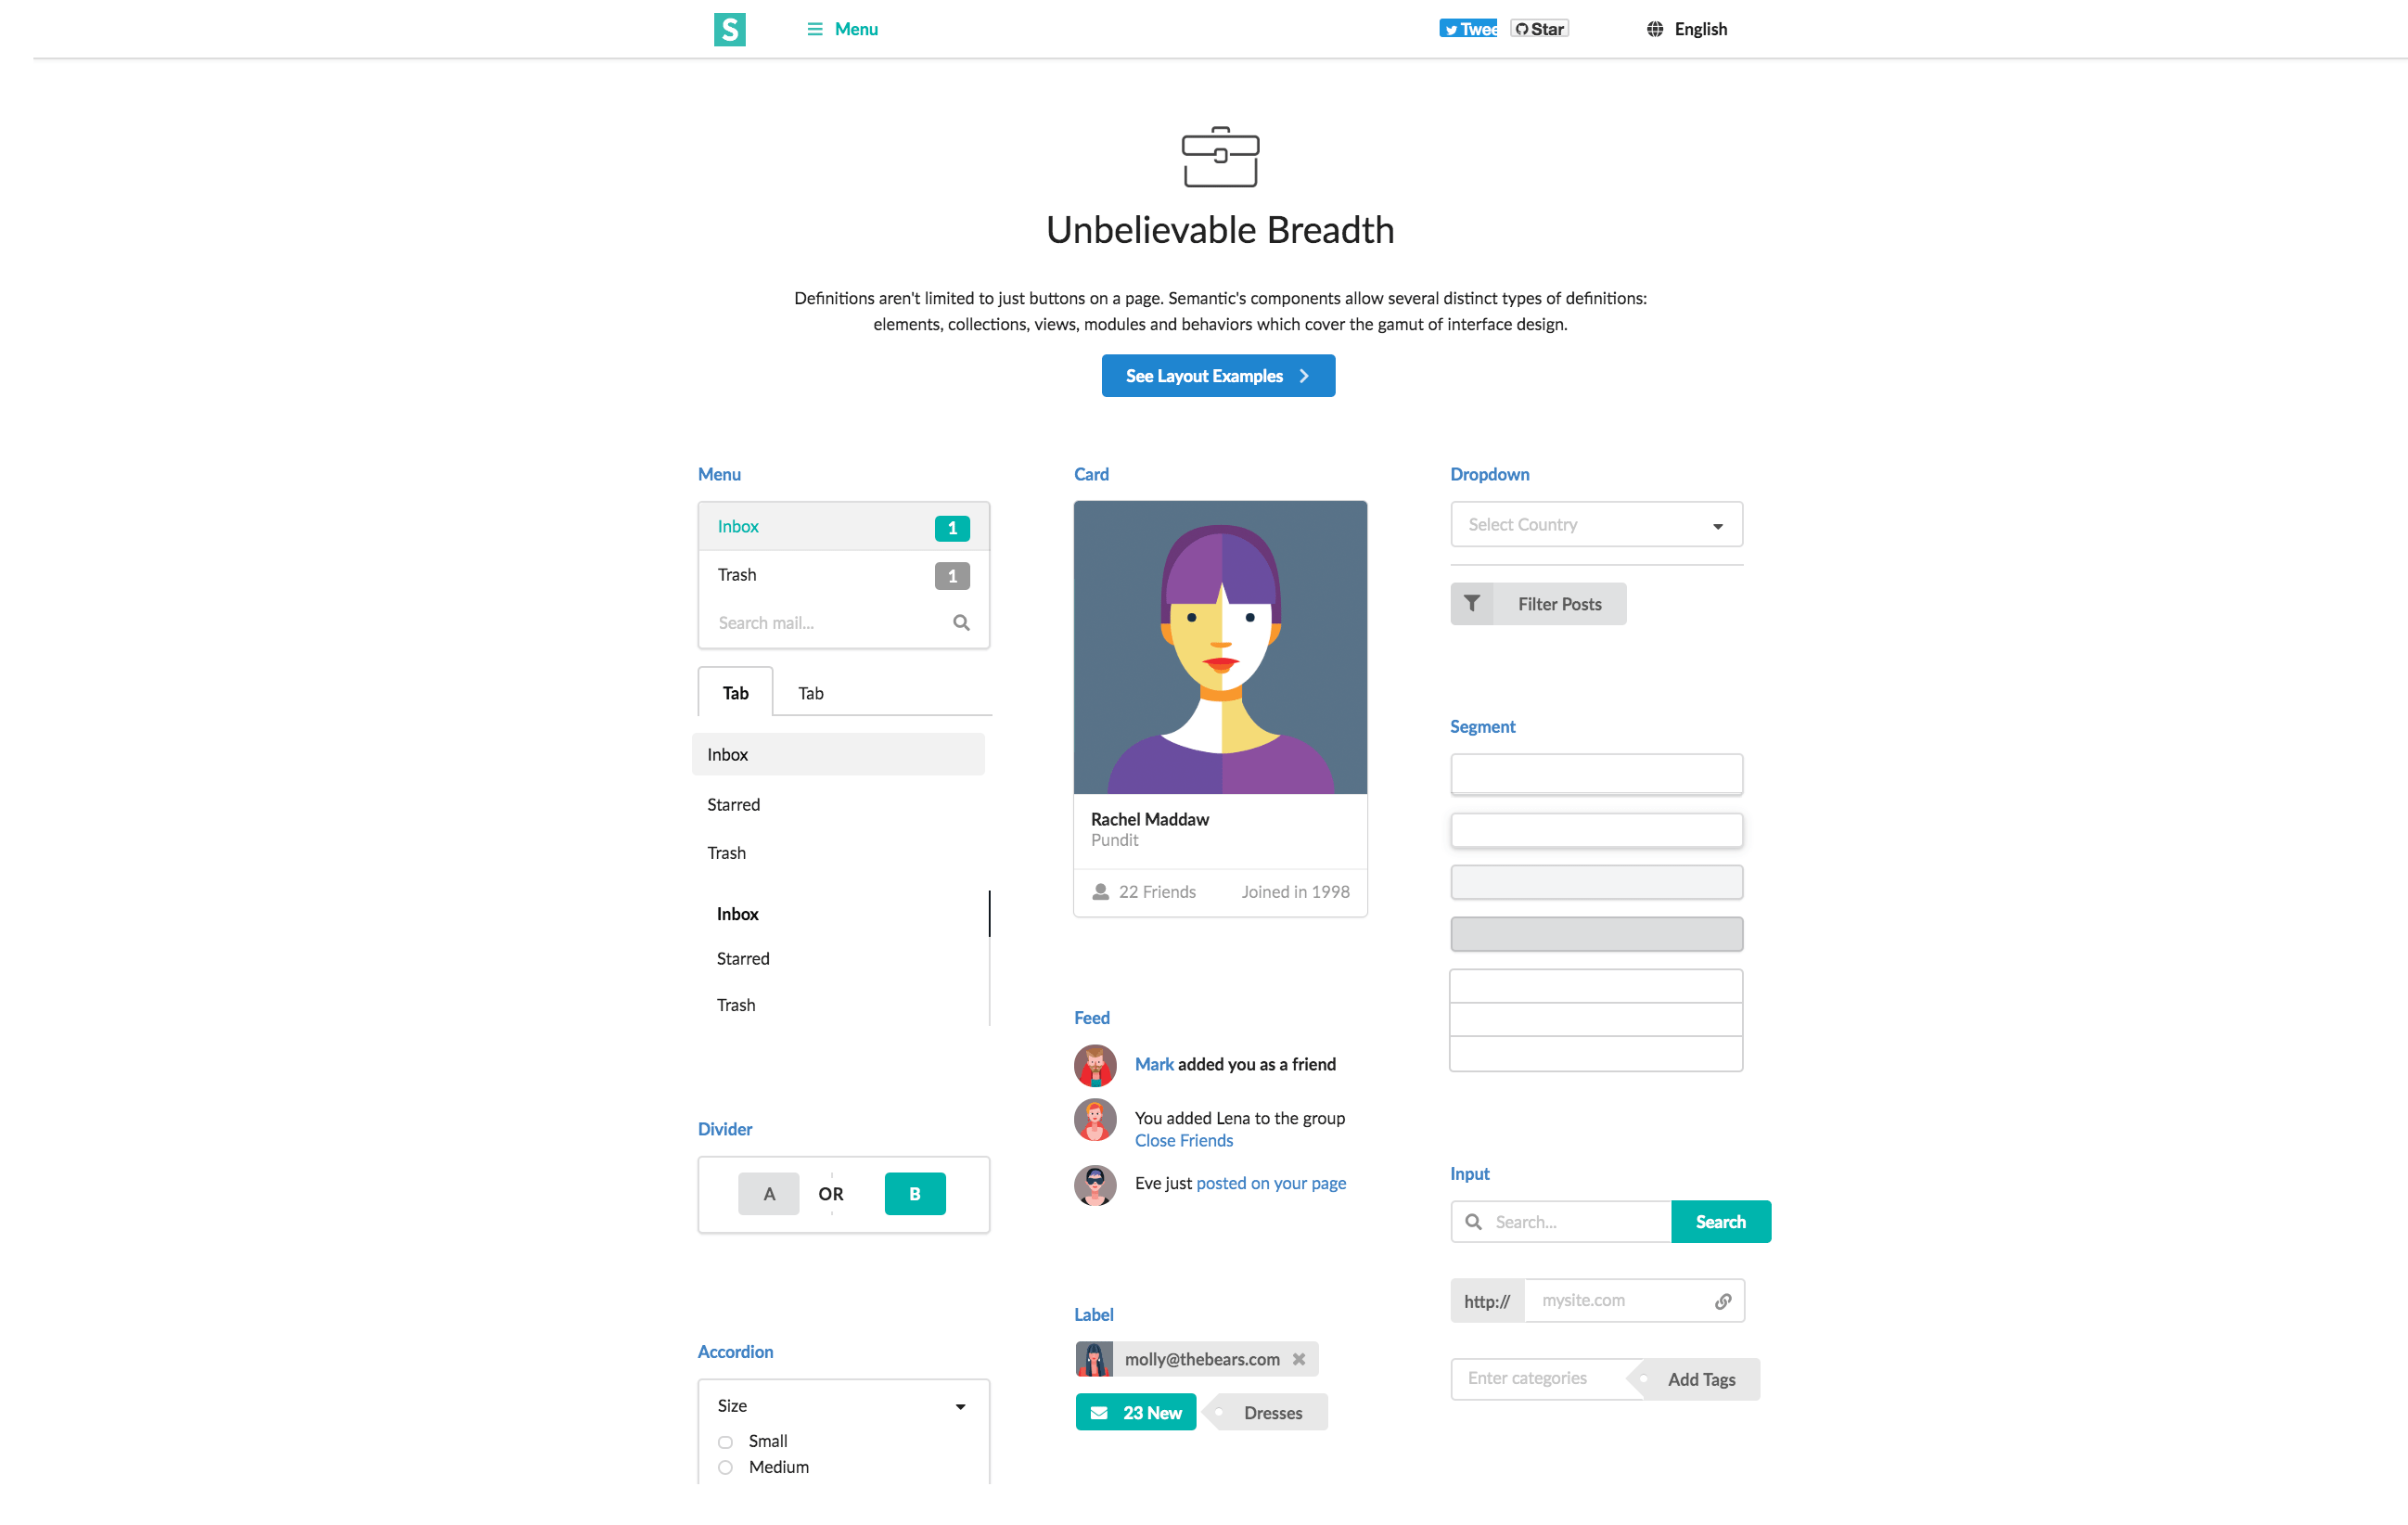 S
Menu
Twee
Star
English
Unbelievable Breadth
Definitions aren't limited to just buttons on a page. Semantic's components allow several distinct types of definitions:
elements, collections, views, modules and behaviors which cover the gamut of interface design.
See Layout Examples
Menu
Inbox 1
Trash 1
Search mail...
Tab Tab
Inbox
Starred
Trash
Inbox
Starred
Trash
Divider
A OR B
Accordion
Size
Small
Medium
Card
Rachel Maddaw
Pundit
22 Friends Joined in 1998
Feed
Mark added you as a friend
You added Lena to the group
Close Friends
Eve just posted on your page
Label
molly@thebears.com
23 New Dresses
Dropdown
Select Country
Filter Posts
Segment
Input
Search... Search
http:// mysite.com
Enter categories Add Tags